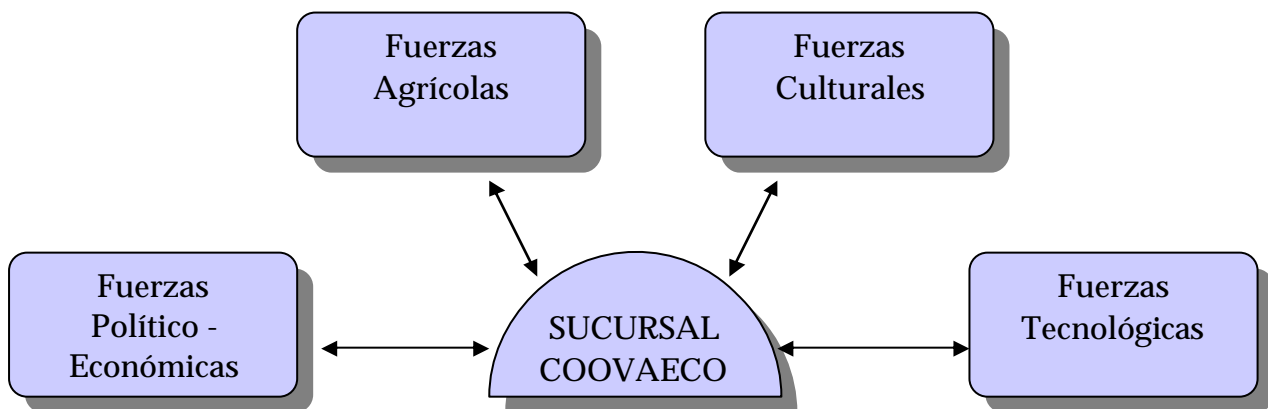 Fuerzas
Agrícolas
Fuerzas
Culturales
Fuerzas
Político -
Económicas
SUCURSAL
COOVAECO
Fuerzas
Tecnológicas